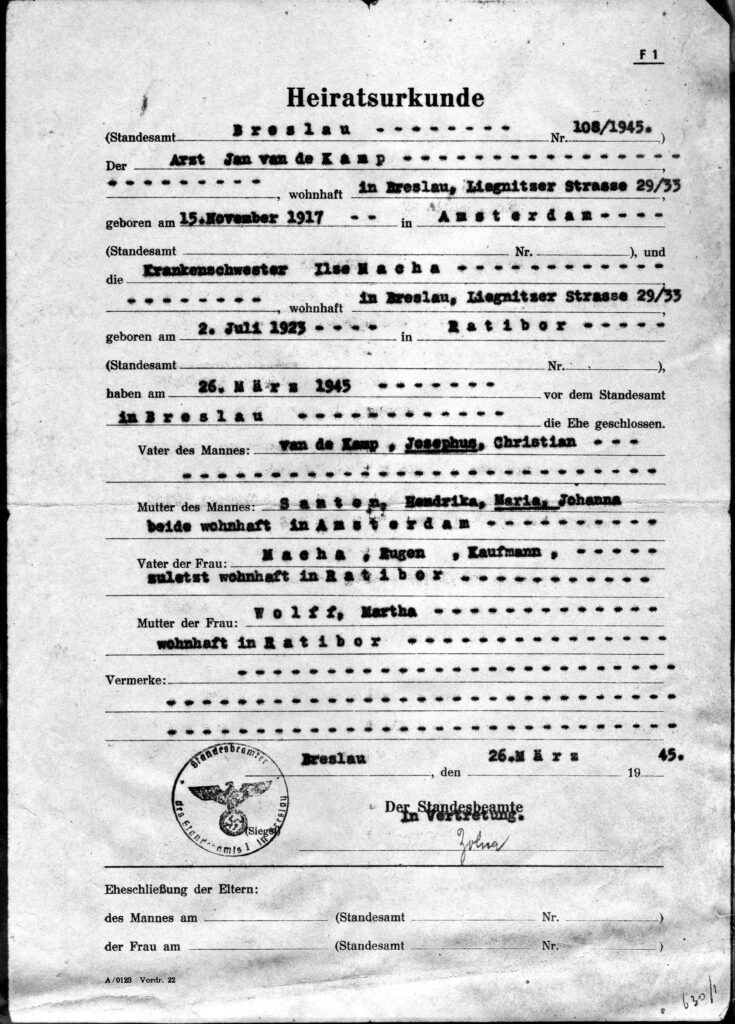 F 1
Heiratsurkunde
(Standesamt Breslau - - - - - - - - Nr. 108/1945. )
Der Arzt Jan van de Kamp - - - - - - - - - - - - - - - - -
- - - - - - - - - , wohnhaft in Breslau, Liegnitzer Strasse 29/33 ,
geboren am 15.November 1917 - - in Amsterdam - - - -
(Standesamt Nr. ), und
die Krankenschwester Ilse Macha - - - - - - - - - - - - -
- - - - - - - - , wohnhaft in Breslau, Liegnitzer Strasse 29/33 ,
geboren am 2. Juli 1923 - - - - in Ratibor - - - - -
(Standesamt Nr. ),
haben am 26. März 1945 - - - - - - - vor dem Standesamt
in Breslau - - - - - - - - - - - - die Ehe geschlossen.
Vater des Mannes: van de Kamp , Josephus, Christian - - -
- - - - - - - - - - - - - - - - - - - - - - - - - - - -
Mutter des Mannes: Santen, Hendrika, Maria, Johanna
beide wohnhaft in Amsterdam - - - - - - - - - - -
Vater der Frau: Macha , Eugen , Kaufmann , - - - - - -
zuletzt wohnhaft in Ratibor - - - - - - - - - - - -
Mutter der Frau: Wolff, Martha - - - - - - - - - - - - -
wohnhaft in Ratibor - - - - - - - - - - - - - - -
Vermerke: - - - - - - - - - - - - - - - - - - - - - - - - -
- - - - - - - - - - - - - - - - - - - - - - - - - - - - -
- - - - - - - - - - - - - - - - - - - - - - - - - - - - -
Breslau , den 26.März 19 45.
Standesbeamter des Standesamts I in Breslau
(Siegel)
Der Standesbeamte
in Vertretung.
Eheschließung der Eltern:
des Mannes am (Standesamt Nr. )
der Frau am (Standesamt Nr. )
A/0123 Vordr. 22
630/1